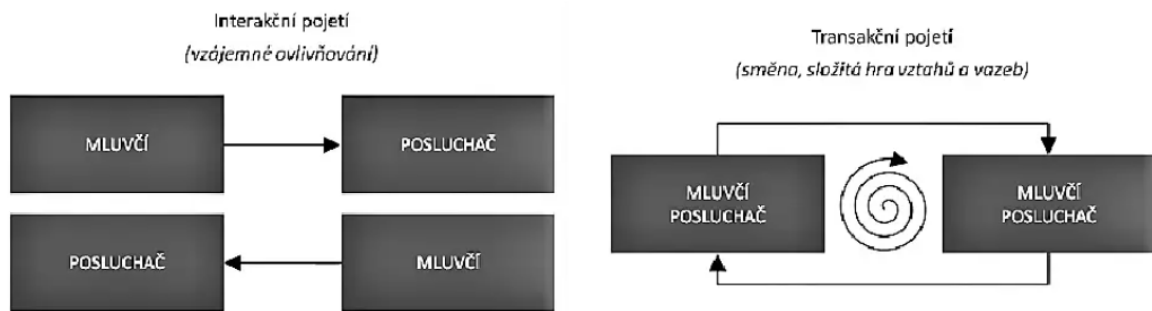 Interakční pojetí
(vzájemné ovlivňování)
MLUVČÍ
POSLUCHAČ
POSLUCHAČ
MLUVČÍ
Transakční pojetí
(směna, složitá hra vztahů a vazeb)
MLUVČÍ
POSLUCHAČ
MLUVČÍ
POSLUCHAČ